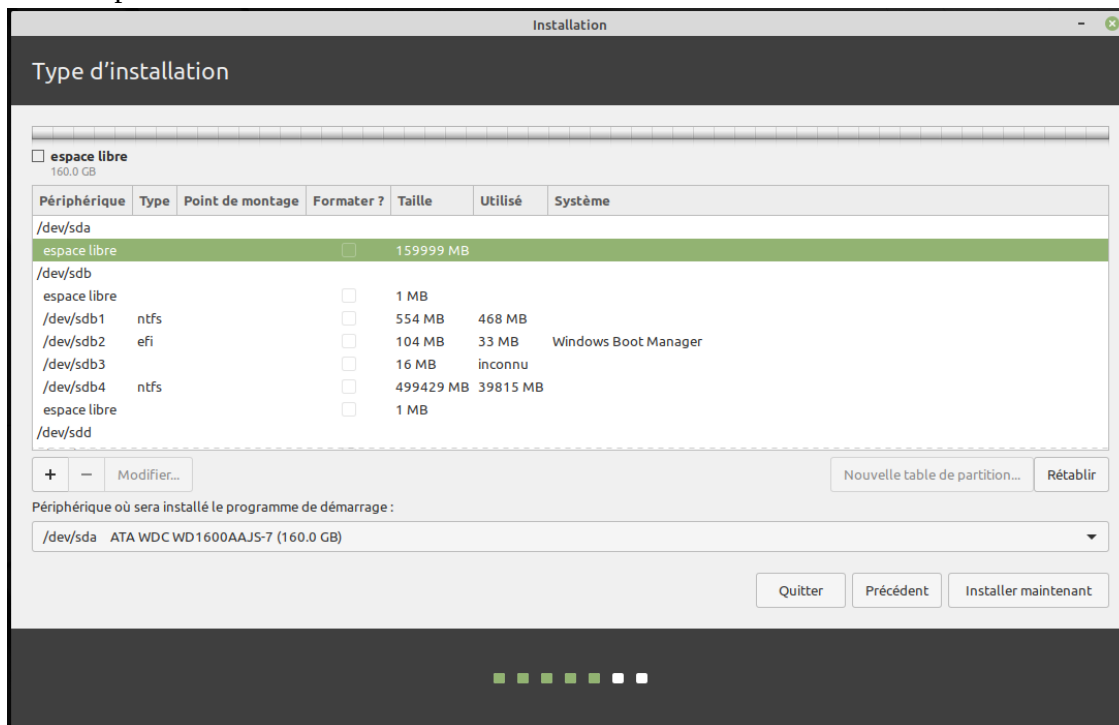 Installation
Type d’installation
espace libre
160.0 GB
Périphérique Type Point de montage Formater ? Taille Utilisé Système
/dev/sda
espace libre 159999 MB
/dev/sdb
espace libre 1 MB
/dev/sdb1 ntfs 554 MB 468 MB
/dev/sdb2 efi 104 MB 33 MB Windows Boot Manager
/dev/sdb3 16 MB inconnu
/dev/sdb4 ntfs 499429 MB 39815 MB
espace libre 1 MB
/dev/sdd
+ − Modifier... Nouvelle table de partition... Rétablir
Périphérique où sera installé le programme de démarrage :
/dev/sda ATA WDC WD1600AAJS-7 (160.0 GB)
Quitter Précédent Installer maintenant